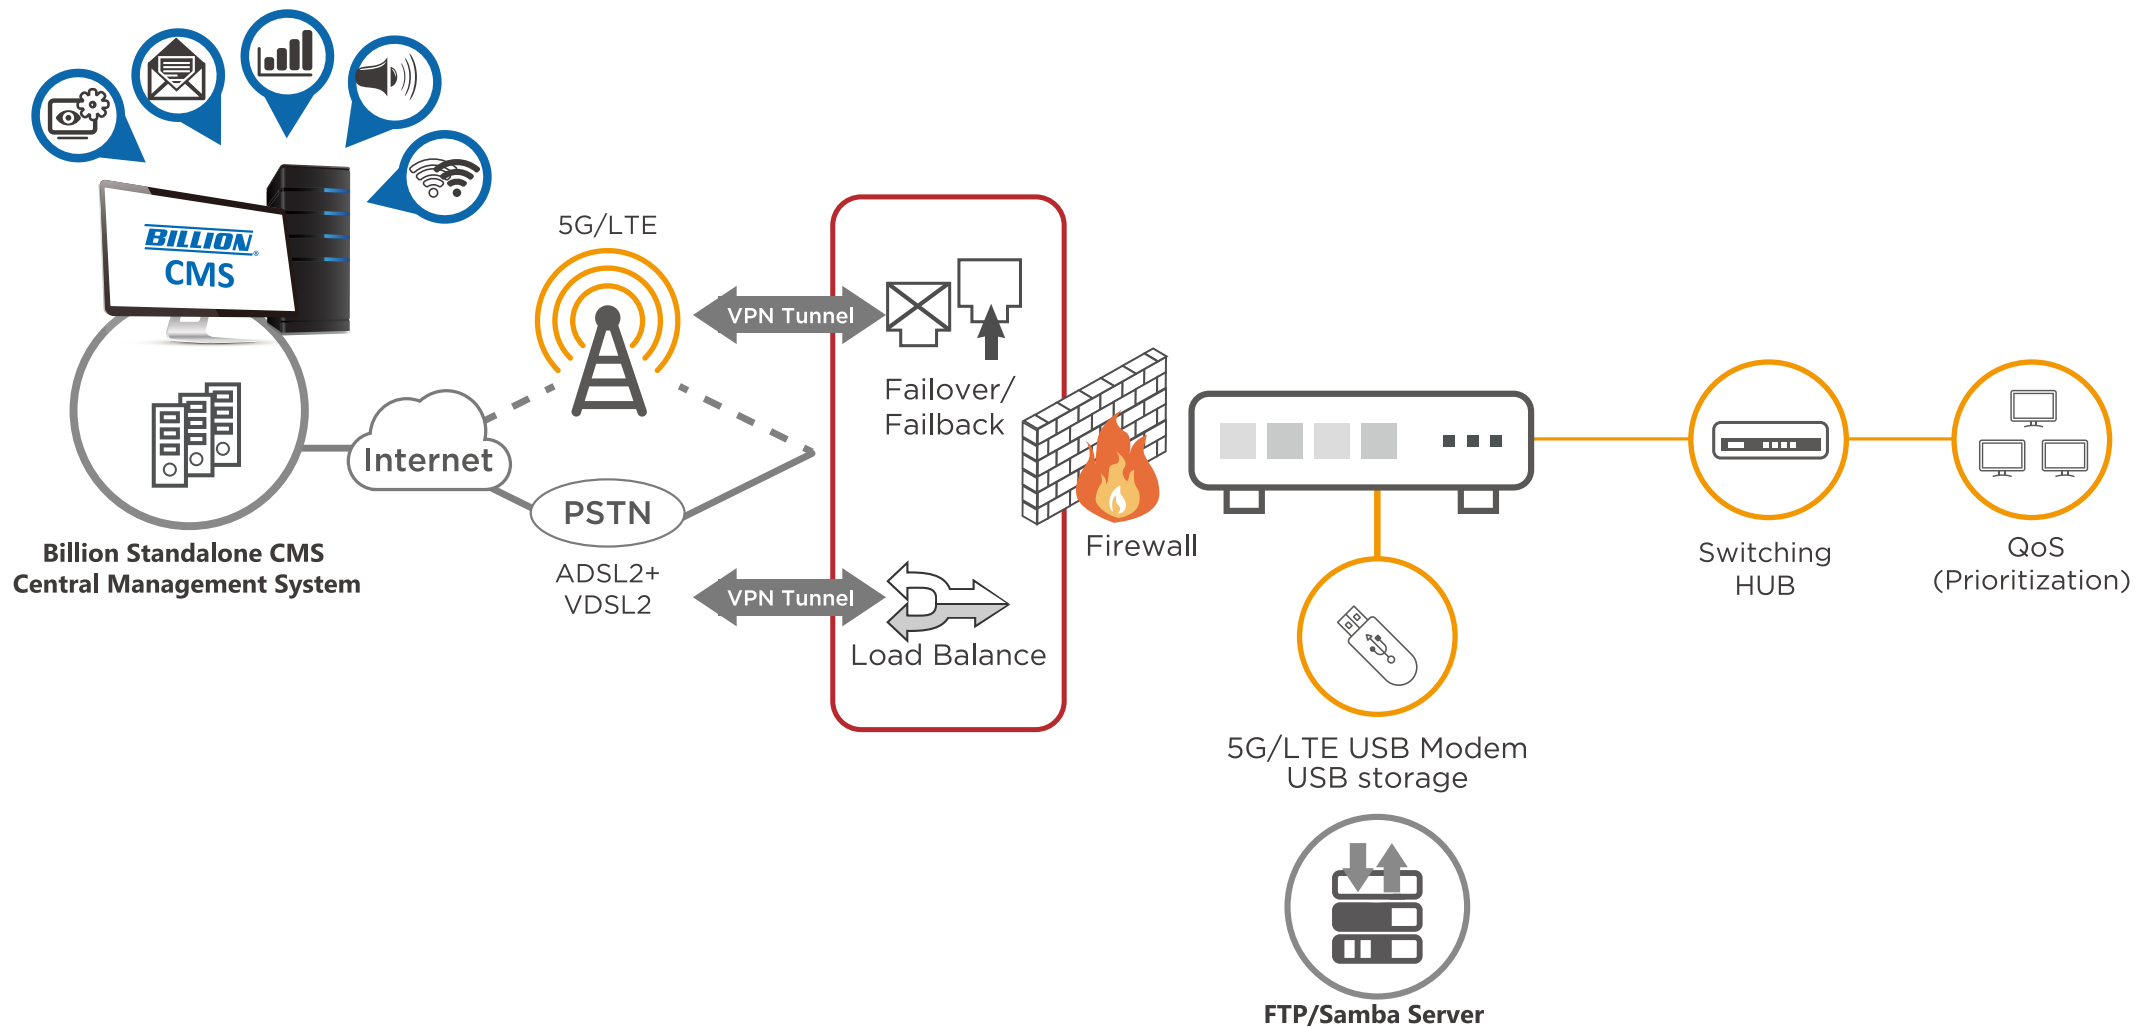 BILLION®
CMS
Billion Standalone CMS
Central Management System
Internet
5G/LTE
PSTN
ADSL2+
VDSL2
VPN Tunnel
VPN Tunnel
Failover/
Failback
Load Balance
Firewall
5G/LTE USB Modem
USB storage
FTP/Samba Server
Switching
HUB
QoS
(Prioritization)